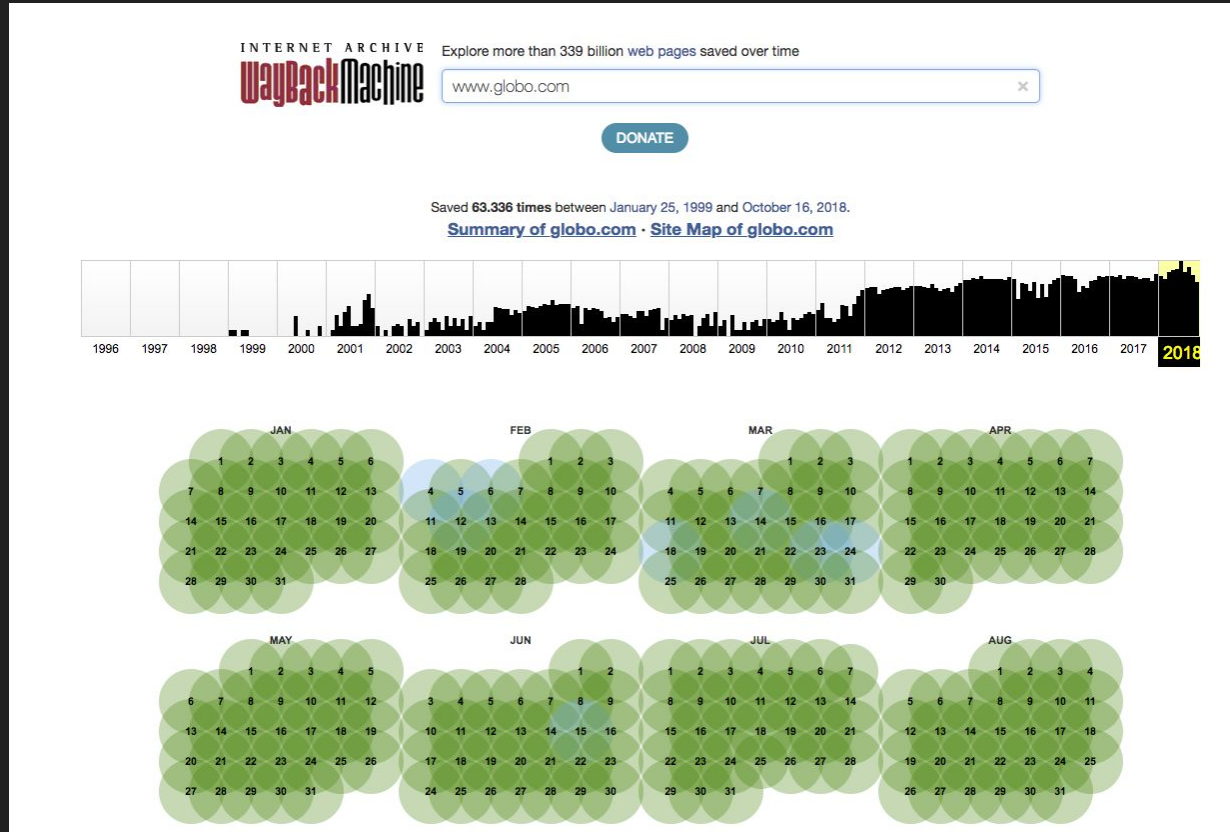 INTERNET ARCHIVE
WayBackMachine
Explore more than 339 billion web pages saved over time
www.globo.com ×
DONATE
Saved 63.336 times between January 25, 1999 and October 16, 2018.
Summary of globo.com · Site Map of globo.com
1996 1997 1998 1999 2000 2001 2002 2003 2004 2005 2006 2007 2008 2009 2010 2011 2012 2013 2014 2015 2016 2017 2018
JAN FEB MAR APR
1 2 3 4 5 6 1 2 3 1 2 3 1 2 3 4 5 6 7
7 8 9 10 11 12 13 4 5 6 7 8 9 10 4 5 6 7 8 9 10 8 9 10 11 12 13 14
14 15 16 17 18 19 20 11 12 13 14 15 16 17 11 12 13 14 15 16 17 15 16 17 18 19 20 21
21 22 23 24 25 26 27 18 19 20 21 22 23 24 18 19 20 21 22 23 24 22 23 24 25 26 27 28
28 29 30 31 25 26 27 28 25 26 27 28 29 30 31 29 30
MAY JUN JUL AUG
1 2 3 4 5 1 2 1 2 3 4 5 6 7 1 2 3 4
6 7 8 9 10 11 12 3 4 5 6 7 8 9 8 9 10 11 12 13 14 5 6 7 8 9 10 11
13 14 15 16 17 18 19 10 11 12 13 14 15 16 15 16 17 18 19 20 21 12 13 14 15 16 17 18
20 21 22 23 24 25 26 17 18 19 20 21 22 23 22 23 24 25 26 27 28 19 20 21 22 23 24 25
27 28 29 30 31 24 25 26 27 28 29 30 29 30 31 26 27 28 29 30 31